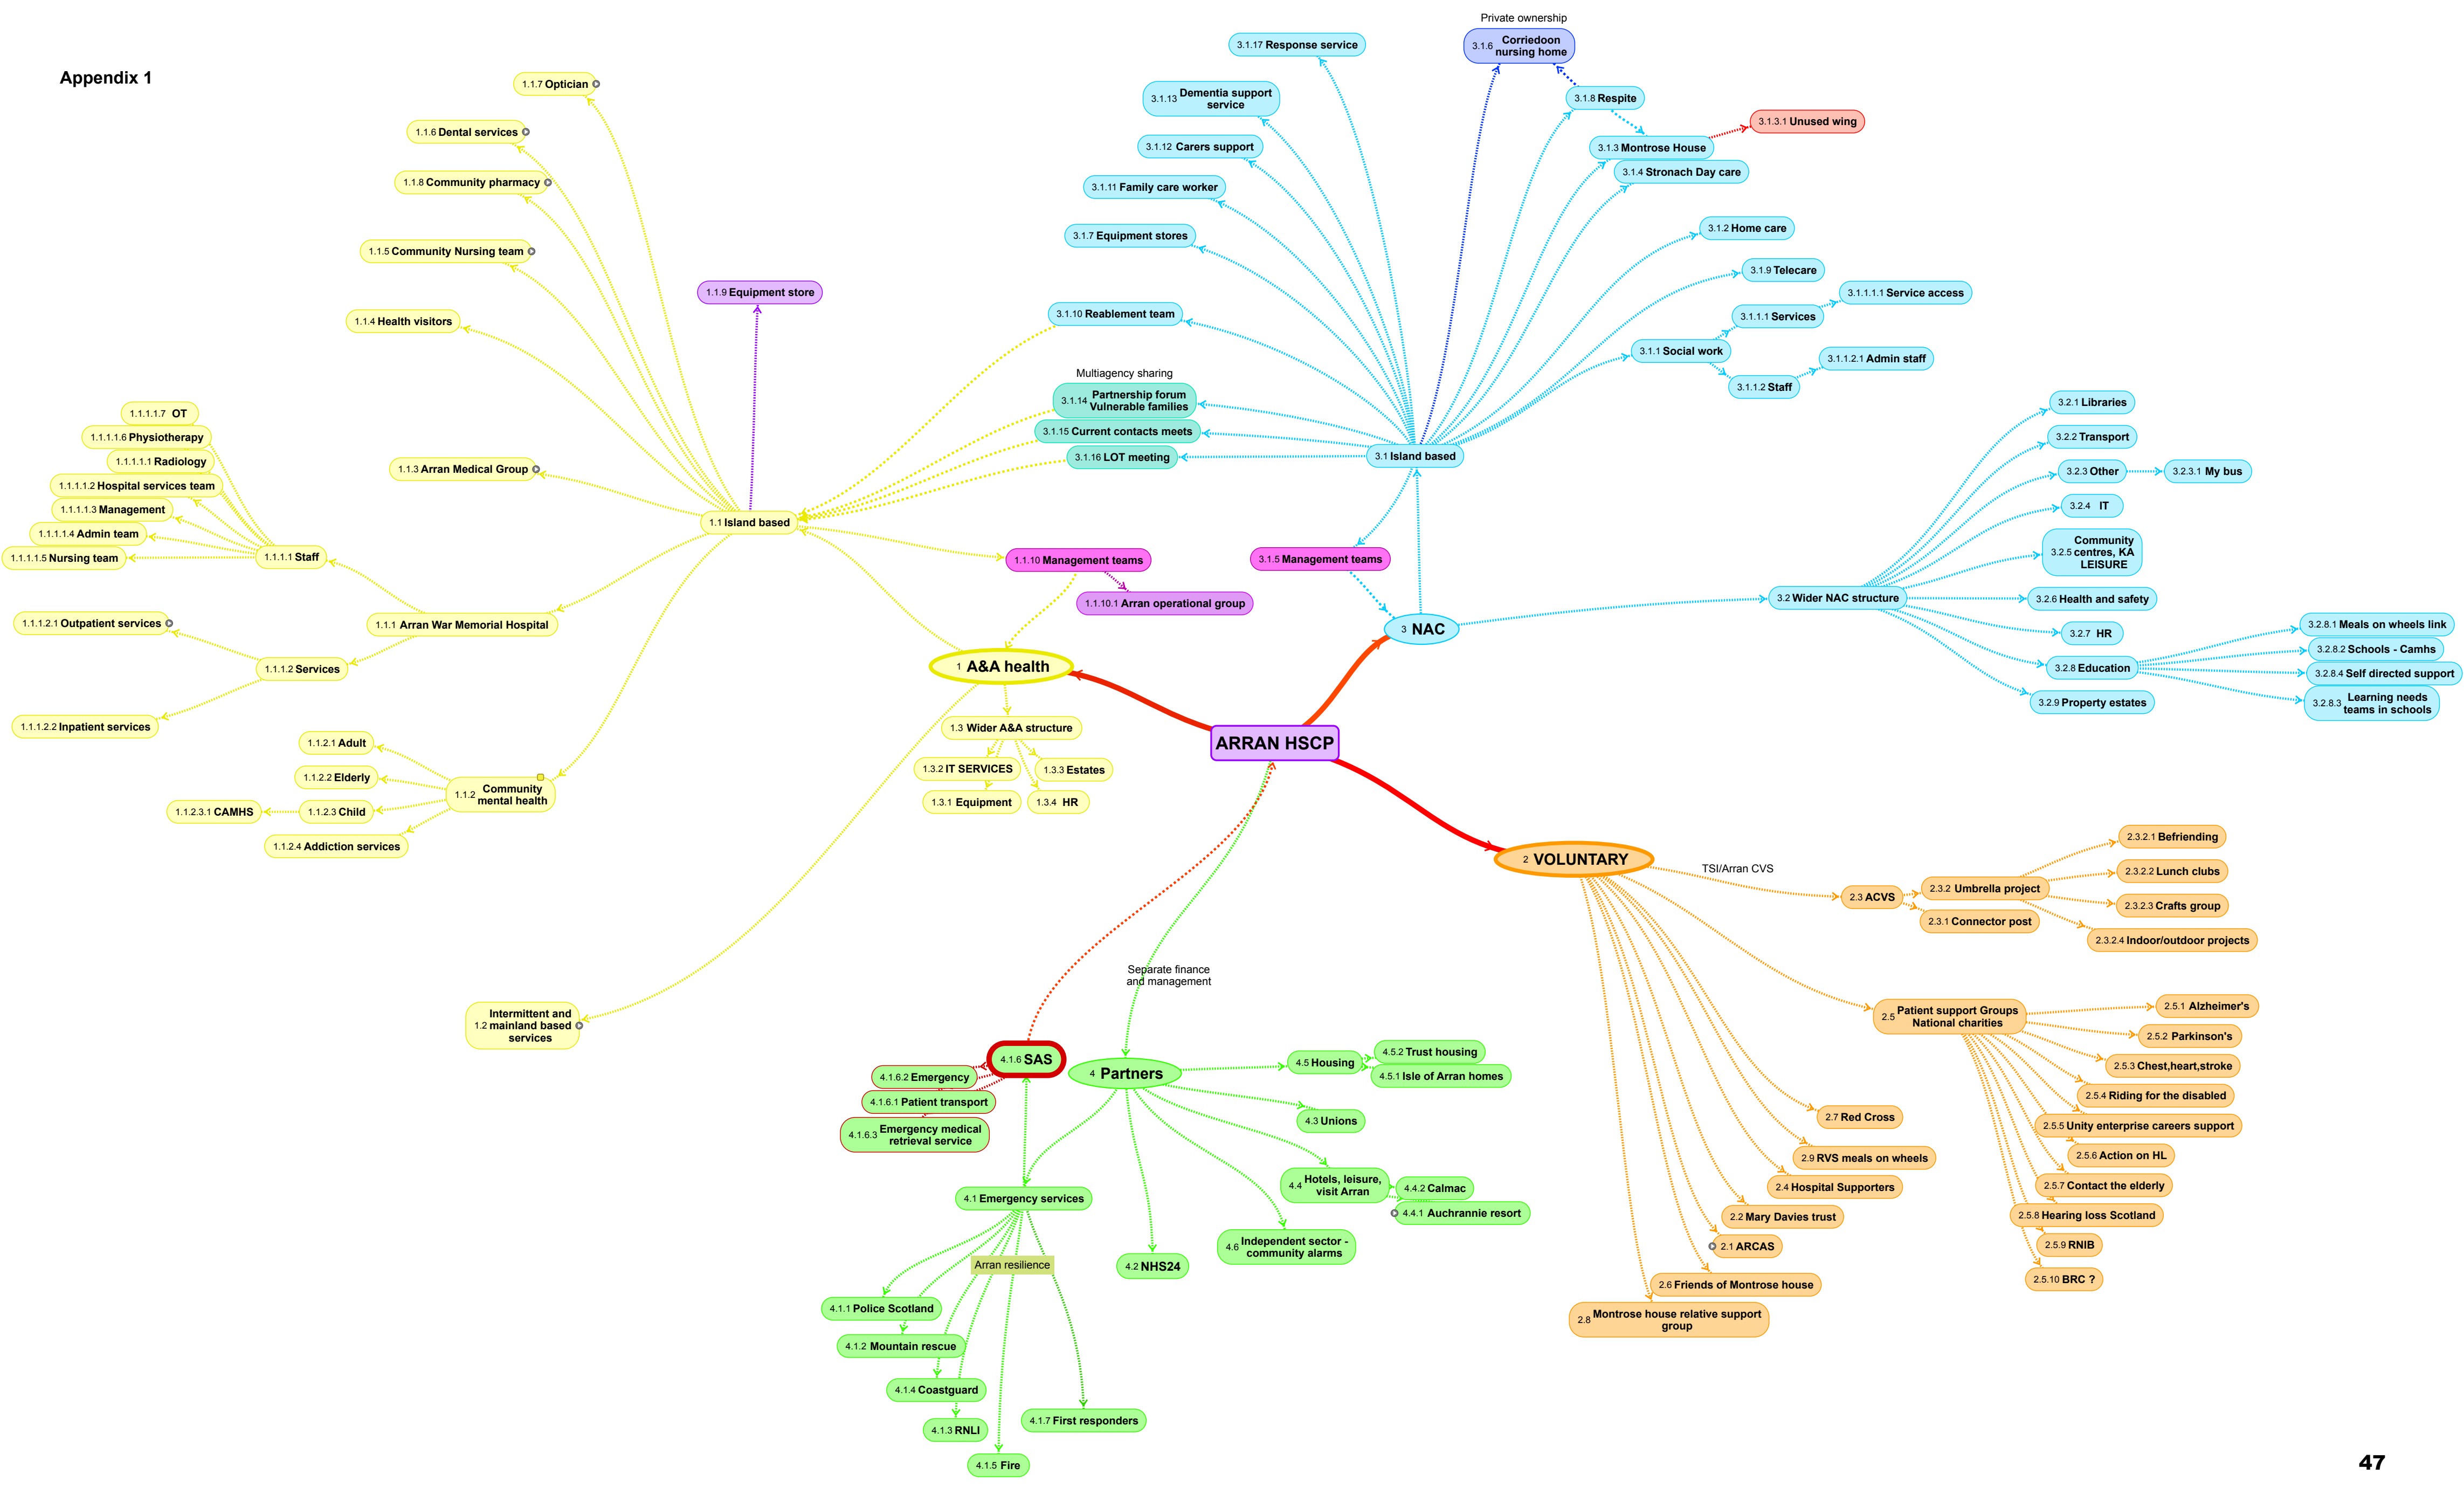 Appendix 1
Private ownership
3.1.17 Response service
3.1.6 Corriedoon
nursing home
1.1.7 Optician
3.1.13 Dementia support
service
3.1.8 Respite
3.1.3.1 Unused wing
1.1.6 Dental services
3.1.12 Carers support
3.1.3 Montrose House
3.1.4 Stronach Day care
1.1.8 Community pharmacy
3.1.11 Family care worker
3.1.7 Equipment stores
3.1.2 Home care
1.1.5 Community Nursing team
3.1.9 Telecare
1.1.9 Equipment store
3.1.1.1.1 Service access
3.1.10 Reablement team
3.1.1.1 Services
1.1.4 Health visitors
3.1.1 Social work
3.1.1.2.1 Admin staff
3.1.1.2 Staff
Multiagency sharing
3.1.14 Partnership forum
Vulnerable families
3.1.15 Current contacts meets
3.1.16 LOT meeting
3.1 Island based
3.2.1 Libraries
3.2.2 Transport
3.2.3 Other
3.2.3.1 My bus
3.2.4 IT
3.2.5 Community
centres, KA
LEISURE
3.2 Wider NAC structure
3.2.6 Health and safety
3.2.7 HR
3.2.8 Education
3.2.8.1 Meals on wheels link
3.2.8.2 Schools - Camhs
3.2.8.4 Self directed support
3.2.8.3 Learning needs
teams in schools
3.2.9 Property estates
1.1.1.1.7 OT
1.1.1.1.6 Physiotherapy
1.1.1.1.1 Radiology
1.1.1.1.2 Hospital services team
1.1.1.1.3 Management
1.1.1.1.4 Admin team
1.1.1.1.5 Nursing team
1.1.1.1 Staff
1.1.3 Arran Medical Group
1.1 Island based
1.1.10 Management teams
1.1.10.1 Arran operational group
3.1.5 Management teams
3 NAC
1.1.1.2.1 Outpatient services
1.1.1 Arran War Memorial Hospital
1.1.1.2 Services
1.1.1.2.2 Inpatient services
1 A&A health
1.3 Wider A&A structure
1.3.2 IT SERVICES
1.3.3 Estates
1.3.1 Equipment
1.3.4 HR
ARRAN HSCP
1.1.2.1 Adult
1.1.2.2 Elderly
1.1.2 Community
mental health
1.1.2.3.1 CAMHS
1.1.2.3 Child
1.1.2.4 Addiction services
2 VOLUNTARY
TSI/Arran CVS
2.3 ACVS
2.3.2 Umbrella project
2.3.1 Connector post
2.3.2.1 Befriending
2.3.2.2 Lunch clubs
2.3.2.3 Crafts group
2.3.2.4 Indoor/outdoor projects
Separate finance
and management
1.2 Intermittent and
mainland based
services
2.5 Patient support Groups
National charities
2.5.1 Alzheimer's
2.5.2 Parkinson's
2.5.3 Chest,heart,stroke
2.5.4 Riding for the disabled
2.5.5 Unity enterprise careers support
2.5.6 Action on HL
2.5.7 Contact the elderly
2.5.8 Hearing loss Scotland
2.5.9 RNIB
2.5.10 BRC ?
4.1.6 SAS
4.1.6.2 Emergency
4.1.6.1 Patient transport
4.1.6.3 Emergency medical
retrieval service
4 Partners
4.5 Housing
4.5.2 Trust housing
4.5.1 Isle of Arran homes
4.3 Unions
4.4 Hotels, leisure,
visit Arran
4.4.2 Calmac
4.4.1 Auchrannie resort
4.6 Independent sector -
community alarms
4.2 NHS24
4.1 Emergency services
Arran resilience
4.1.1 Police Scotland
4.1.2 Mountain rescue
4.1.4 Coastguard
4.1.3 RNLI
4.1.5 Fire
4.1.7 First responders
2.7 Red Cross
2.9 RVS meals on wheels
2.4 Hospital Supporters
2.2 Mary Davies trust
2.1 ARCAS
2.6 Friends of Montrose house
2.8 Montrose house relative support
group
47